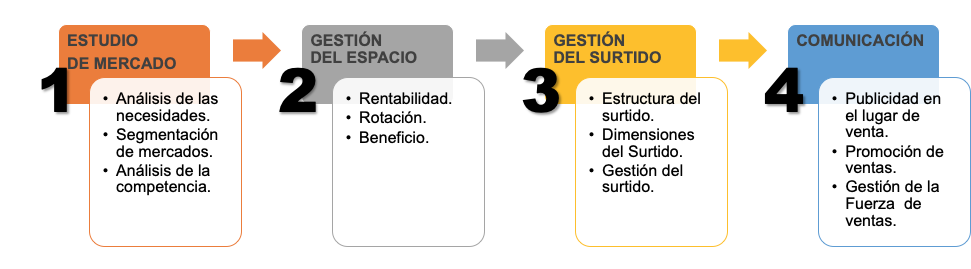 1
ESTUDIO
DE MERCADO
• Análisis de las
necesidades.
• Segmentación
de mercados.
• Análisis de la
competencia.
2
GESTIÓN
DEL ESPACIO
• Rentabilidad.
• Rotación.
• Beneficio.
3
GESTIÓN
DEL SURTIDO
• Estructura del
surtido.
• Dimensiones
del Surtido.
• Gestión del
surtido.
4
COMUNICACIÓN
• Publicidad en
el lugar de
venta.
• Promoción de
ventas.
• Gestión de la
Fuerza de
ventas.